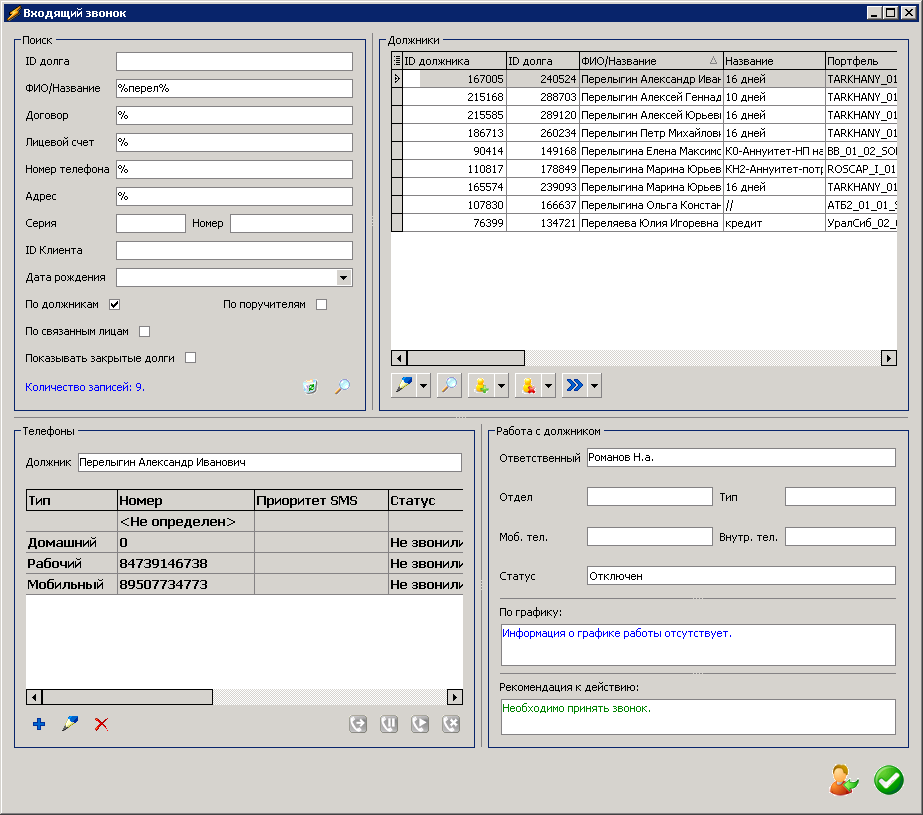 Входящий звонок
Поиск
ID долга
ФИО/Название %перел%
Договор %
Лицевой счет %
Номер телефона %
Адрес %
Серия Номер
ID Клиента
Дата рождения
По должникам По поручителям
По связанным лицам
Показывать закрытые долги
Количество записей: 9.
Должники
ID должника ID долга ФИО/Название Название Портфель
167005 240524 Перелыгин Александр Иван 16 дней TARKHANY_01
215168 288703 Перелыгин Алексей Геннад 10 дней TARKHANY_01
215585 289120 Перелыгин Алексей Юрьеви 16 дней TARKHANY_01
186713 260234 Перелыгин Петр Михайлови 16 дней TARKHANY_01
90414 149168 Перелыгина Елена Максимо К0-Аннуитет-НП на BB_01_02_SOI
110817 178849 Перелыгина Марина Юрьев КН2-Аннуитет-потр ROSCAP_I_01
165574 239093 Перелыгина Марина Юрьев 16 дней TARKHANY_01
107830 166637 Перелыгина Ольга Констан // АТБ2_01_01_S
76399 134721 Переляева Юлия Игоревна кредит УралСиб_02_
Телефоны
Должник Перелыгин Александр Иванович
Тип Номер Приоритет SMS Статус
<Не определен>
Домашний 0 Не звонили
Рабочий 84739146738 Не звонили
Мобильный 89507734773 Не звонили
Работа с должником
Ответственный Романов Н.а.
Отдел Тип
Моб. тел. Внутр. тел.
Статус Отключен
По графику:
Информация о графике работы отсутствует.
Рекомендация к действию:
Необходимо принять звонок.